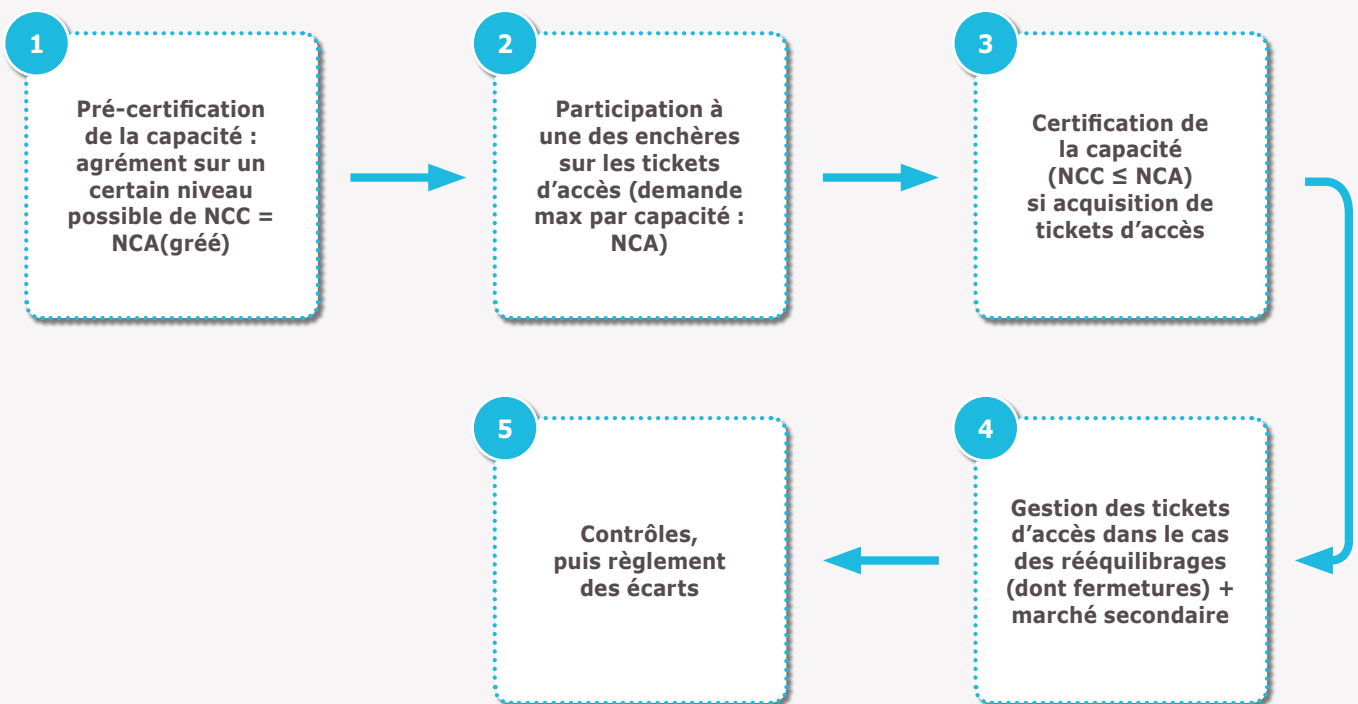 1
Pré-certification
de la capacité :
agrément sur un
certain niveau
possible de NCC =
NCA(gréé)
2
Participation à
une des enchères
sur les tickets
d’accès (demande
max par capacité :
NCA)
3
Certification de
la capacité
(NCC ≤ NCA)
si acquisition de
tickets d’accès
4
Gestion des tickets
d’accès dans le cas
des rééquilibrages
(dont fermetures) +
marché secondaire
5
Contrôles,
puis règlement
des écarts